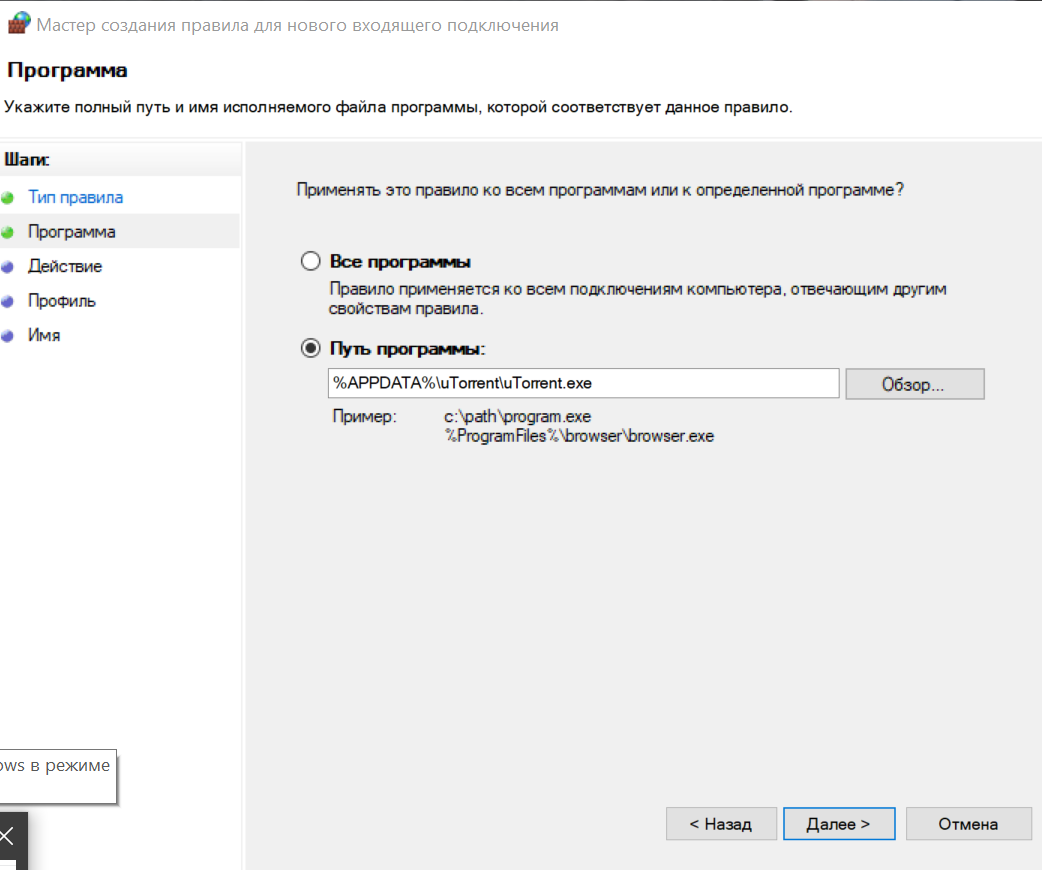 Мастер создания правила для нового входящего подключения
Программа
Укажите полный путь и имя исполняемого файла программы, которой соответствует данное правило.
Шаги:
Тип правила
Программа
Действие
Профиль
Имя
Применять это правило ко всем программам или к определенной программе?
Все программы
Правило применяется ко всем подключениям компьютера, отвечающим другим
свойствам правила.
Путь программы:
%APPDATA%\uTorrent\uTorrent.exe
Обзор...
Пример:
c:\path\program.exe
%ProgramFiles%\browser\browser.exe
ows в режиме
< Назад
Далее >
Отмена